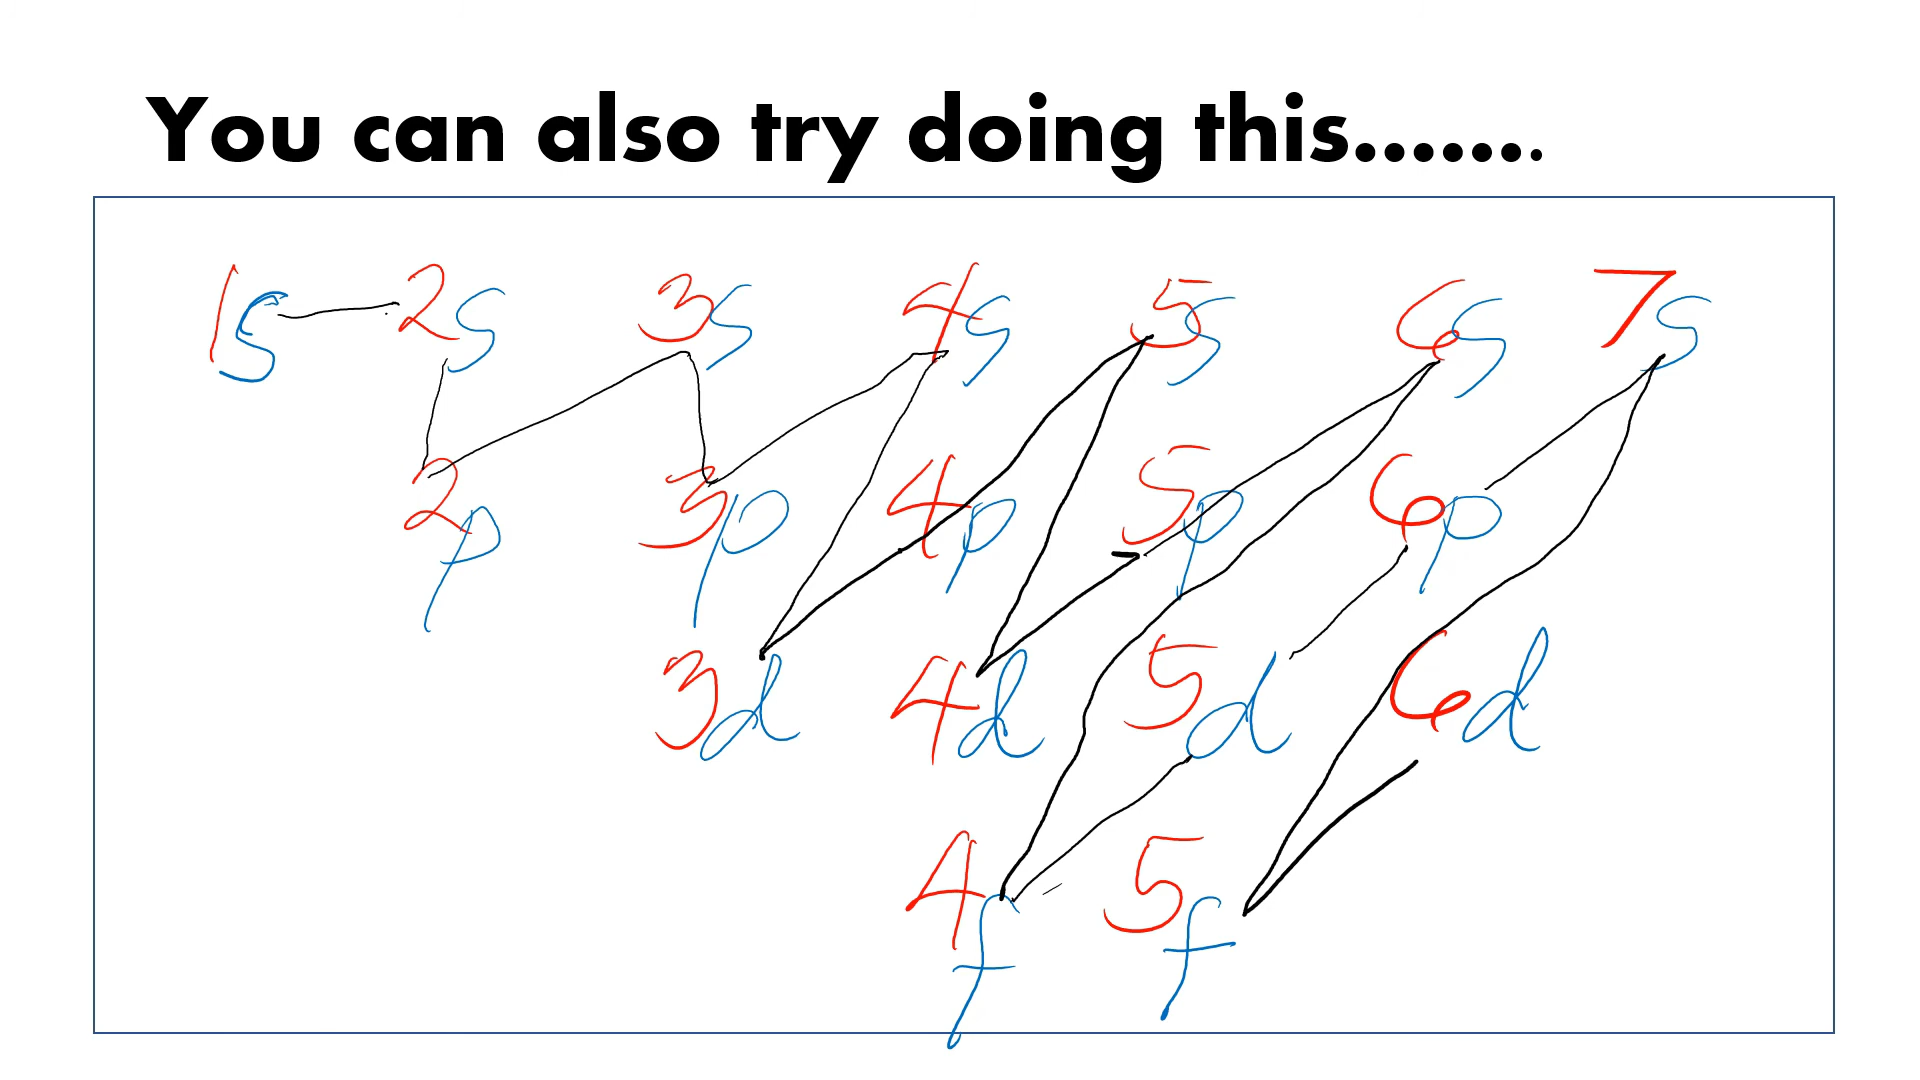 You can also try doing this.......
1s 2s 3s 4s 5s 6s 7s
2p 3p 4p 5p 6p
3d 4d 5d 6d
4f 5f